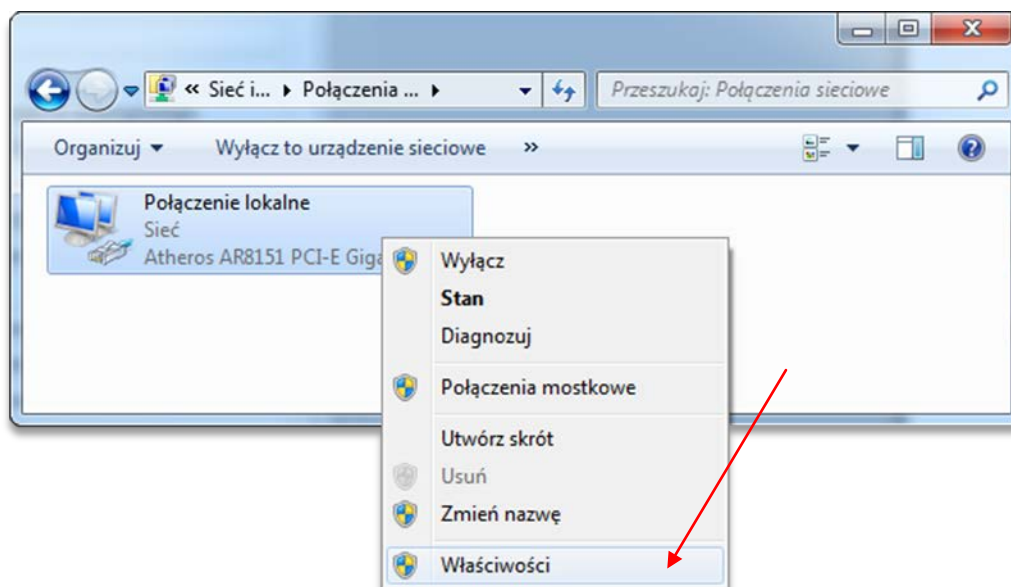 « Sieć i... Połączenia ...
Przeszukaj: Połączenia sieciowe
Organizuj
Wyłącz to urządzenie sieciowe
»
Połączenie lokalne
Sieć
Atheros AR8151 PCI-E Giga
Wyłącz
Stan
Diagnozuj
Połączenia mostkowe
Utwórz skrót
Usuń
Zmień nazwę
Właściwości